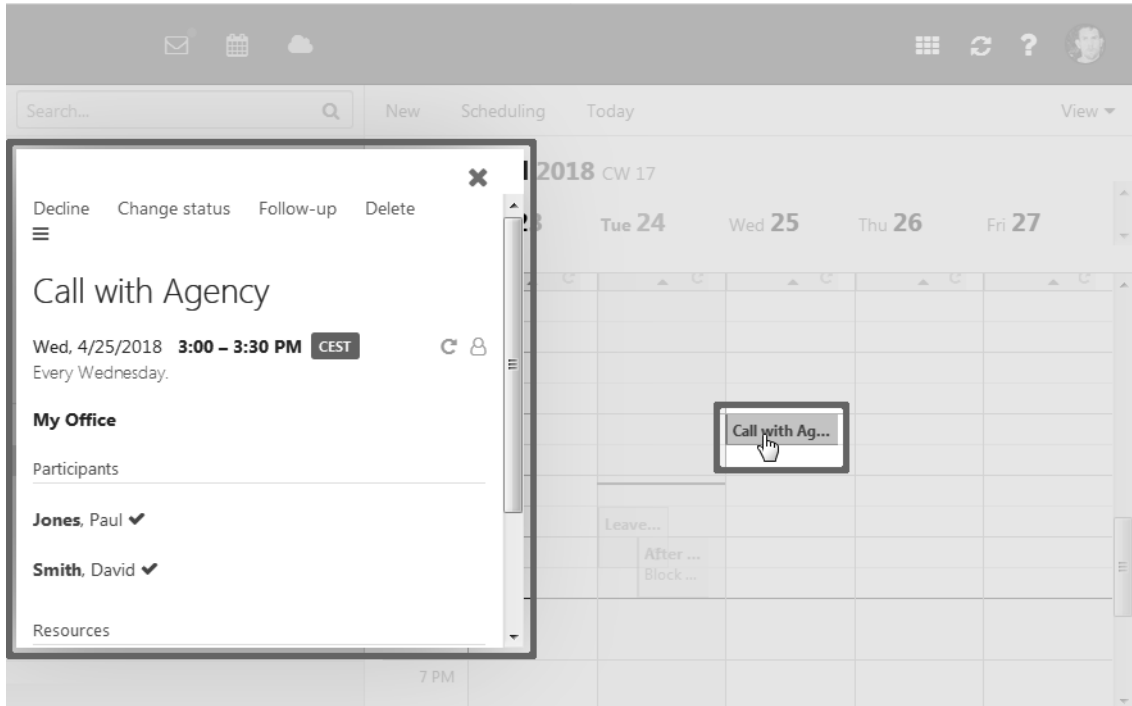 Search...
New Scheduling Today View
2018 CW 17
Tue 24 Wed 25 Thu 26 Fri 27
Decline Change status Follow-up Delete
Call with Agency
Wed, 4/25/2018 3:00 – 3:30 PM CEST
Every Wednesday.
My Office
Participants
Jones, Paul
Smith, David
Resources
Call with Ag...
Leave...
After ...
Block ...
7 PM